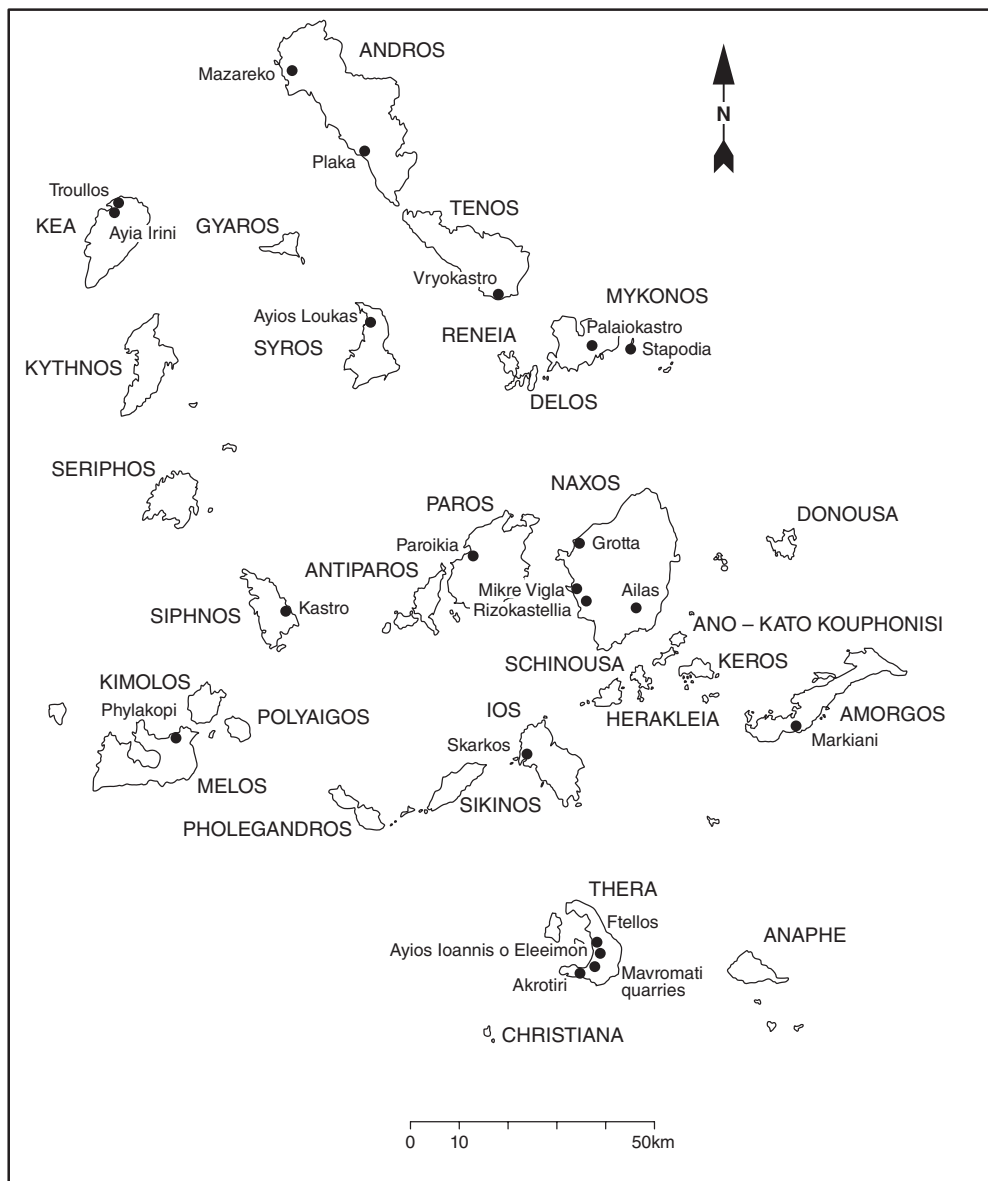 ANDROS
Mazareko
N
Plaka
Troullos
TENOS
KEA
GYAROS
Ayia Irini
Vryokastro
MYKONOS
Ayios Loukas
Palaiokastro
RENEIA
SYROS
Stapodia
KYTHNOS
DELOS
SERIPHOS
NAXOS
PAROS
DONOUSA
Grotta
Paroikia
ANTIPAROS
Mikre Vigla
Ailas
SIPHNOS
Kastro
Rizokastellia
ANO – KATO KOUPHONISI
SCHINOUSA
KEROS
KIMOLOS
Phylakopi
POLYAIGOS
IOS
HERAKLEIA
AMORGOS
Skarkos
Markiani
MELOS
SIKINOS
PHOLEGANDROS
THERA
Ftellos
ANAPHE
Ayios Ioannis o Eleeimon
Akrotiri
Mavromati
quarries
CHRISTIANA
0 10 50km